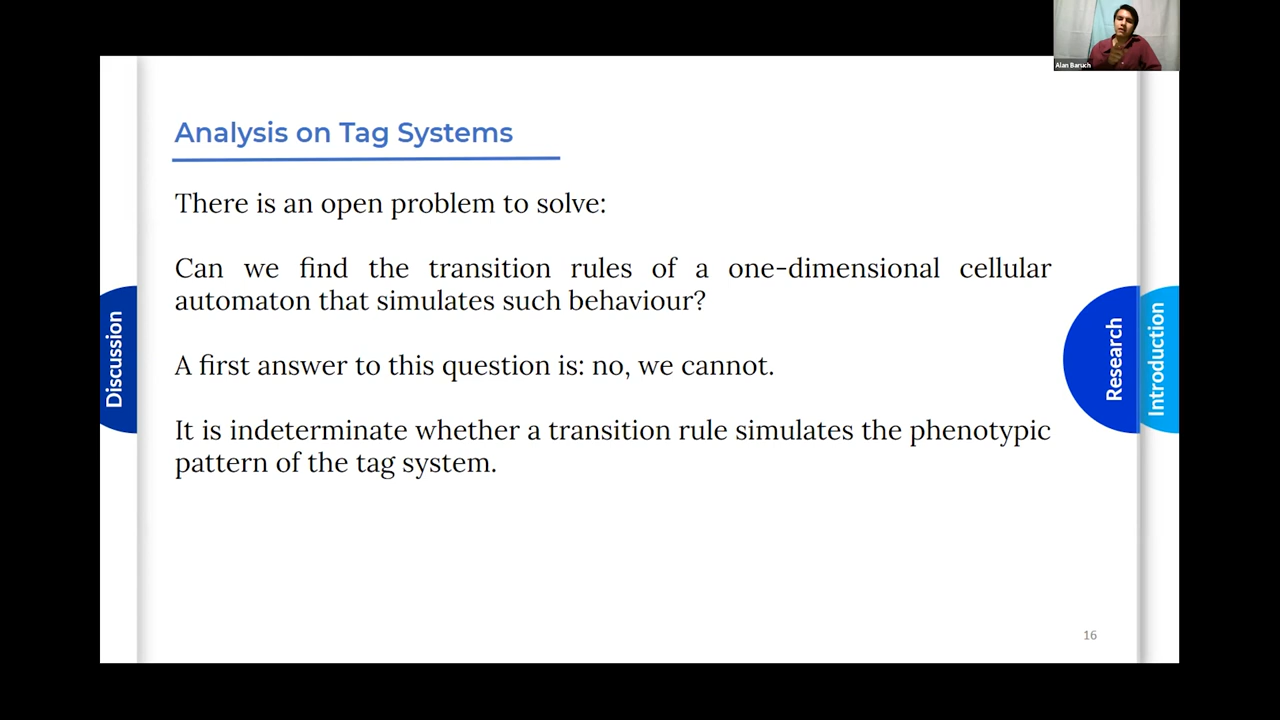 Alan Baruch
Analysis on Tag Systems
There is an open problem to solve:
Can we find the transition rules of a one-dimensional cellular
automaton that simulates such behaviour?
A first answer to this question is: no, we cannot.
It is indeterminate whether a transition rule simulates the phenotypic
pattern of the tag system.
Discussion
Research
Introduction
16